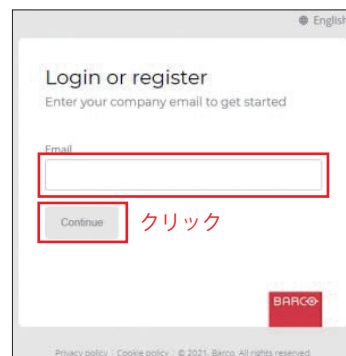 English
Login or register
Enter your company email to get started
Email
Continue
クリック
BARCO
Privacy policy | Cookie policy | © 2021, Barco. All rights reserved